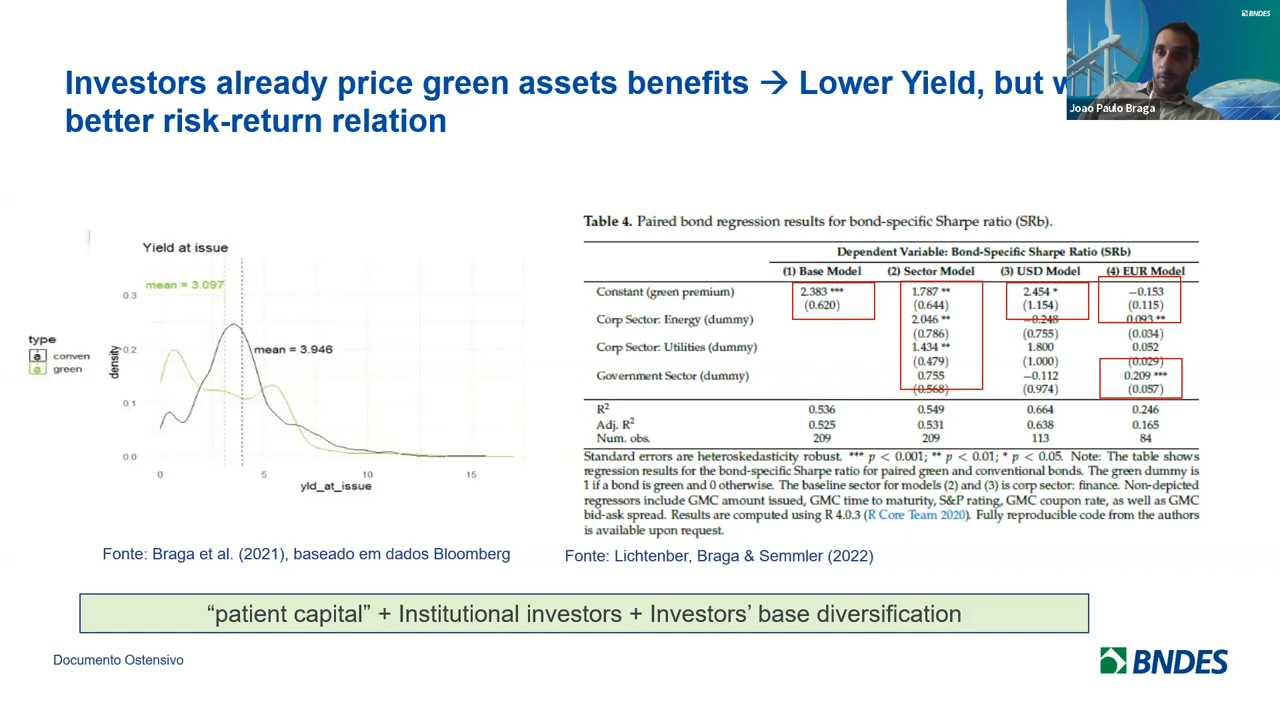 BNDES
Joao Paulo Braga
Investors already price green assets benefits → Lower Yield, but
better risk-return relation
Yield at issue
mean = 3.097
mean = 3.946
type
conven
green
density
0.3
0.2
0.1
0.0
0 5 10 15
yld_at_issue
Table 4. Paired bond regression results for bond-specific Sharpe ratio (SRb).
Dependent Variable: Bond-Specific Sharpe Ratio (SRb)
(1) Base Model (2) Sector Model (3) USD Model (4) EUR Model
Constant (green premium) 2.383 *** 1.787 ** 2.454 * −0.153
(0.620) (0.644) (1.154) (0.115)
Corp Sector: Energy (dummy) 2.046 ** −0.248 0.093 **
(0.786) (0.755) (0.034)
Corp Sector: Utilities (dummy) 1.434 ** 1.800 0.052
(0.479) (1.000) (0.029)
Government Sector (dummy) 0.755 −0.112 0.209 ***
(0.568) (0.974) (0.057)
R2 0.536 0.549 0.664 0.246
Adj. R2 0.525 0.531 0.638 0.165
Num. obs. 209 209 113 84
Standard errors are heteroskedasticity robust. *** p < 0.001; ** p < 0.01; * p < 0.05. Note: The table shows
regression results for the bond-specific Sharpe ratio for paired green and conventional bonds. The green dummy is
1 if a bond is green and 0 otherwise. The baseline sector for models (2) and (3) is corp sector: finance. Non-depicted
regressors include GMC amount issued, GMC time to maturity, S&P rating, GMC coupon rate, as well as GMC
bid-ask spread. Results are computed using R 4.0.3 (R Core Team 2020). Fully reproducible code from the authors
is available upon request.
Fonte: Braga et al. (2021), baseado em dados Bloomberg
Fonte: Lichtenber, Braga & Semmler (2022)
“patient capital” + Institutional investors + Investors’ base diversification
Documento Ostensivo
BNDES